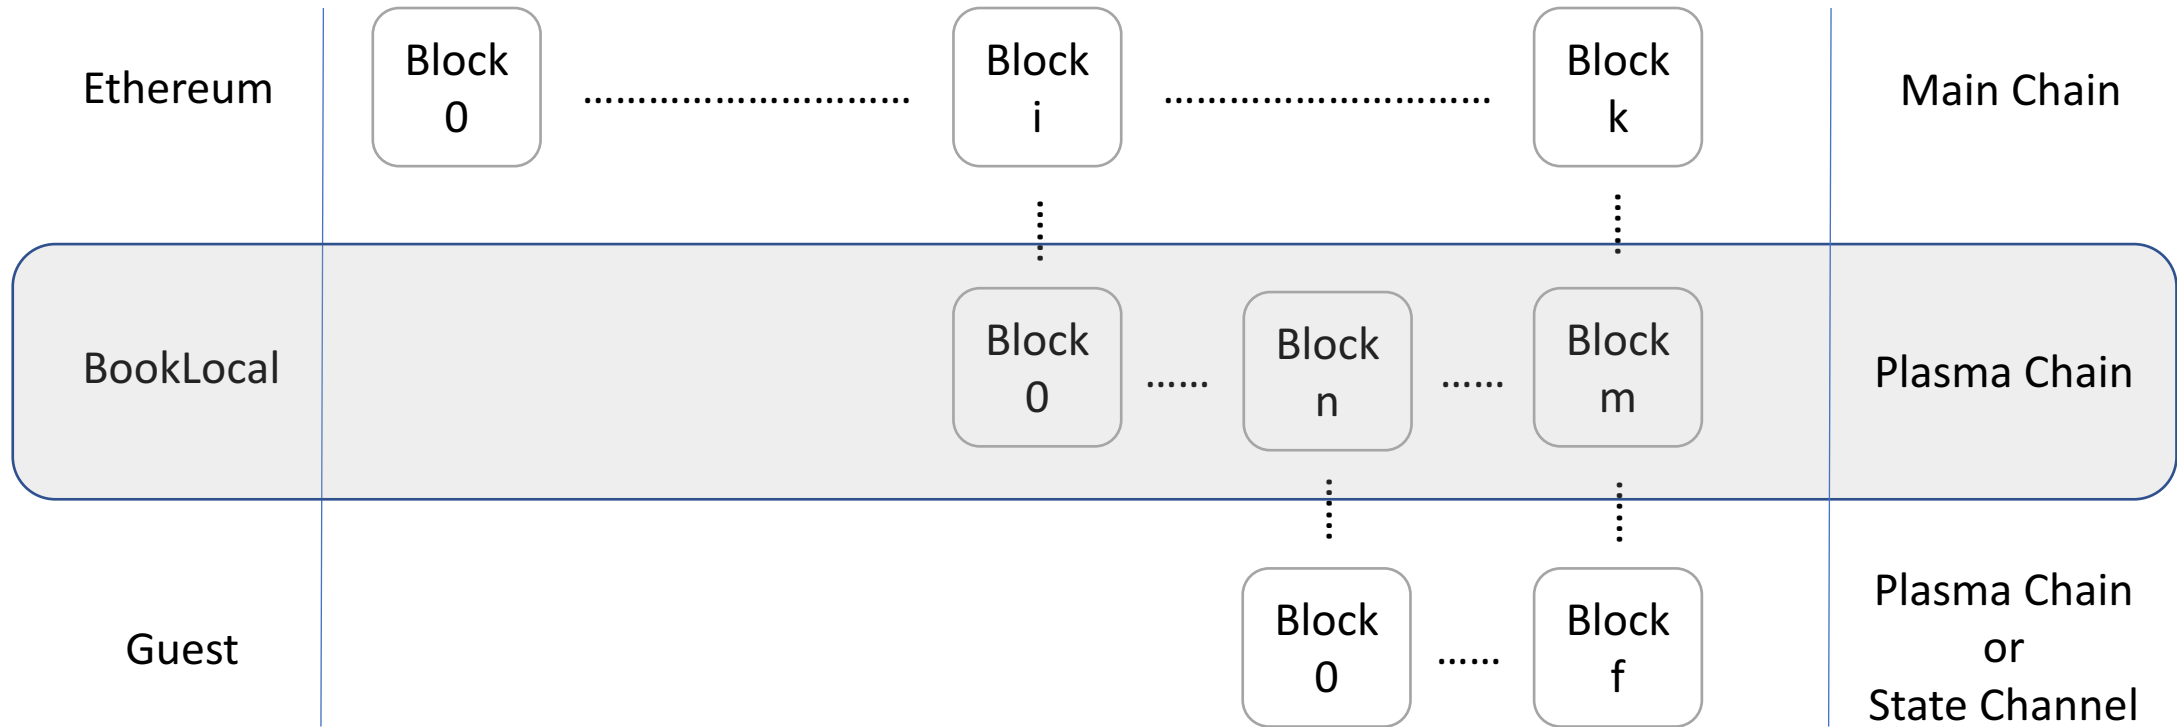 Ethereum
Block
0
..............................
Block
i
..............................
Block
k
Main Chain
BookLocal
Block
0
......
Block
n
......
Block
m
Plasma Chain
Guest
Block
0
......
Block
f
Plasma Chain
or
State Channel